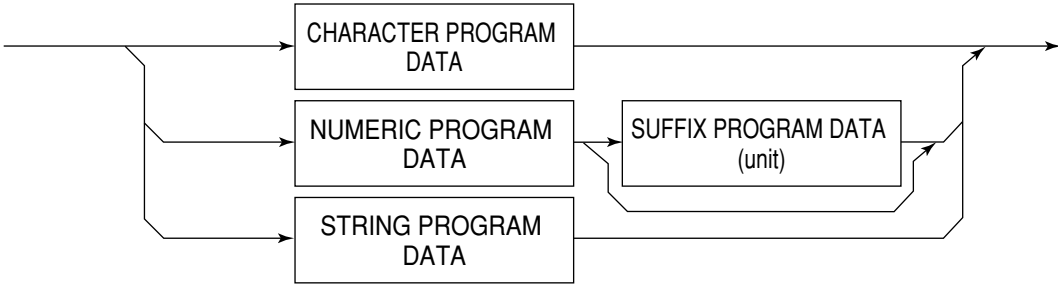 CHARACTER PROGRAM
DATA
NUMERIC PROGRAM
DATA
SUFFIX PROGRAM DATA
(unit)
STRING PROGRAM
DATA